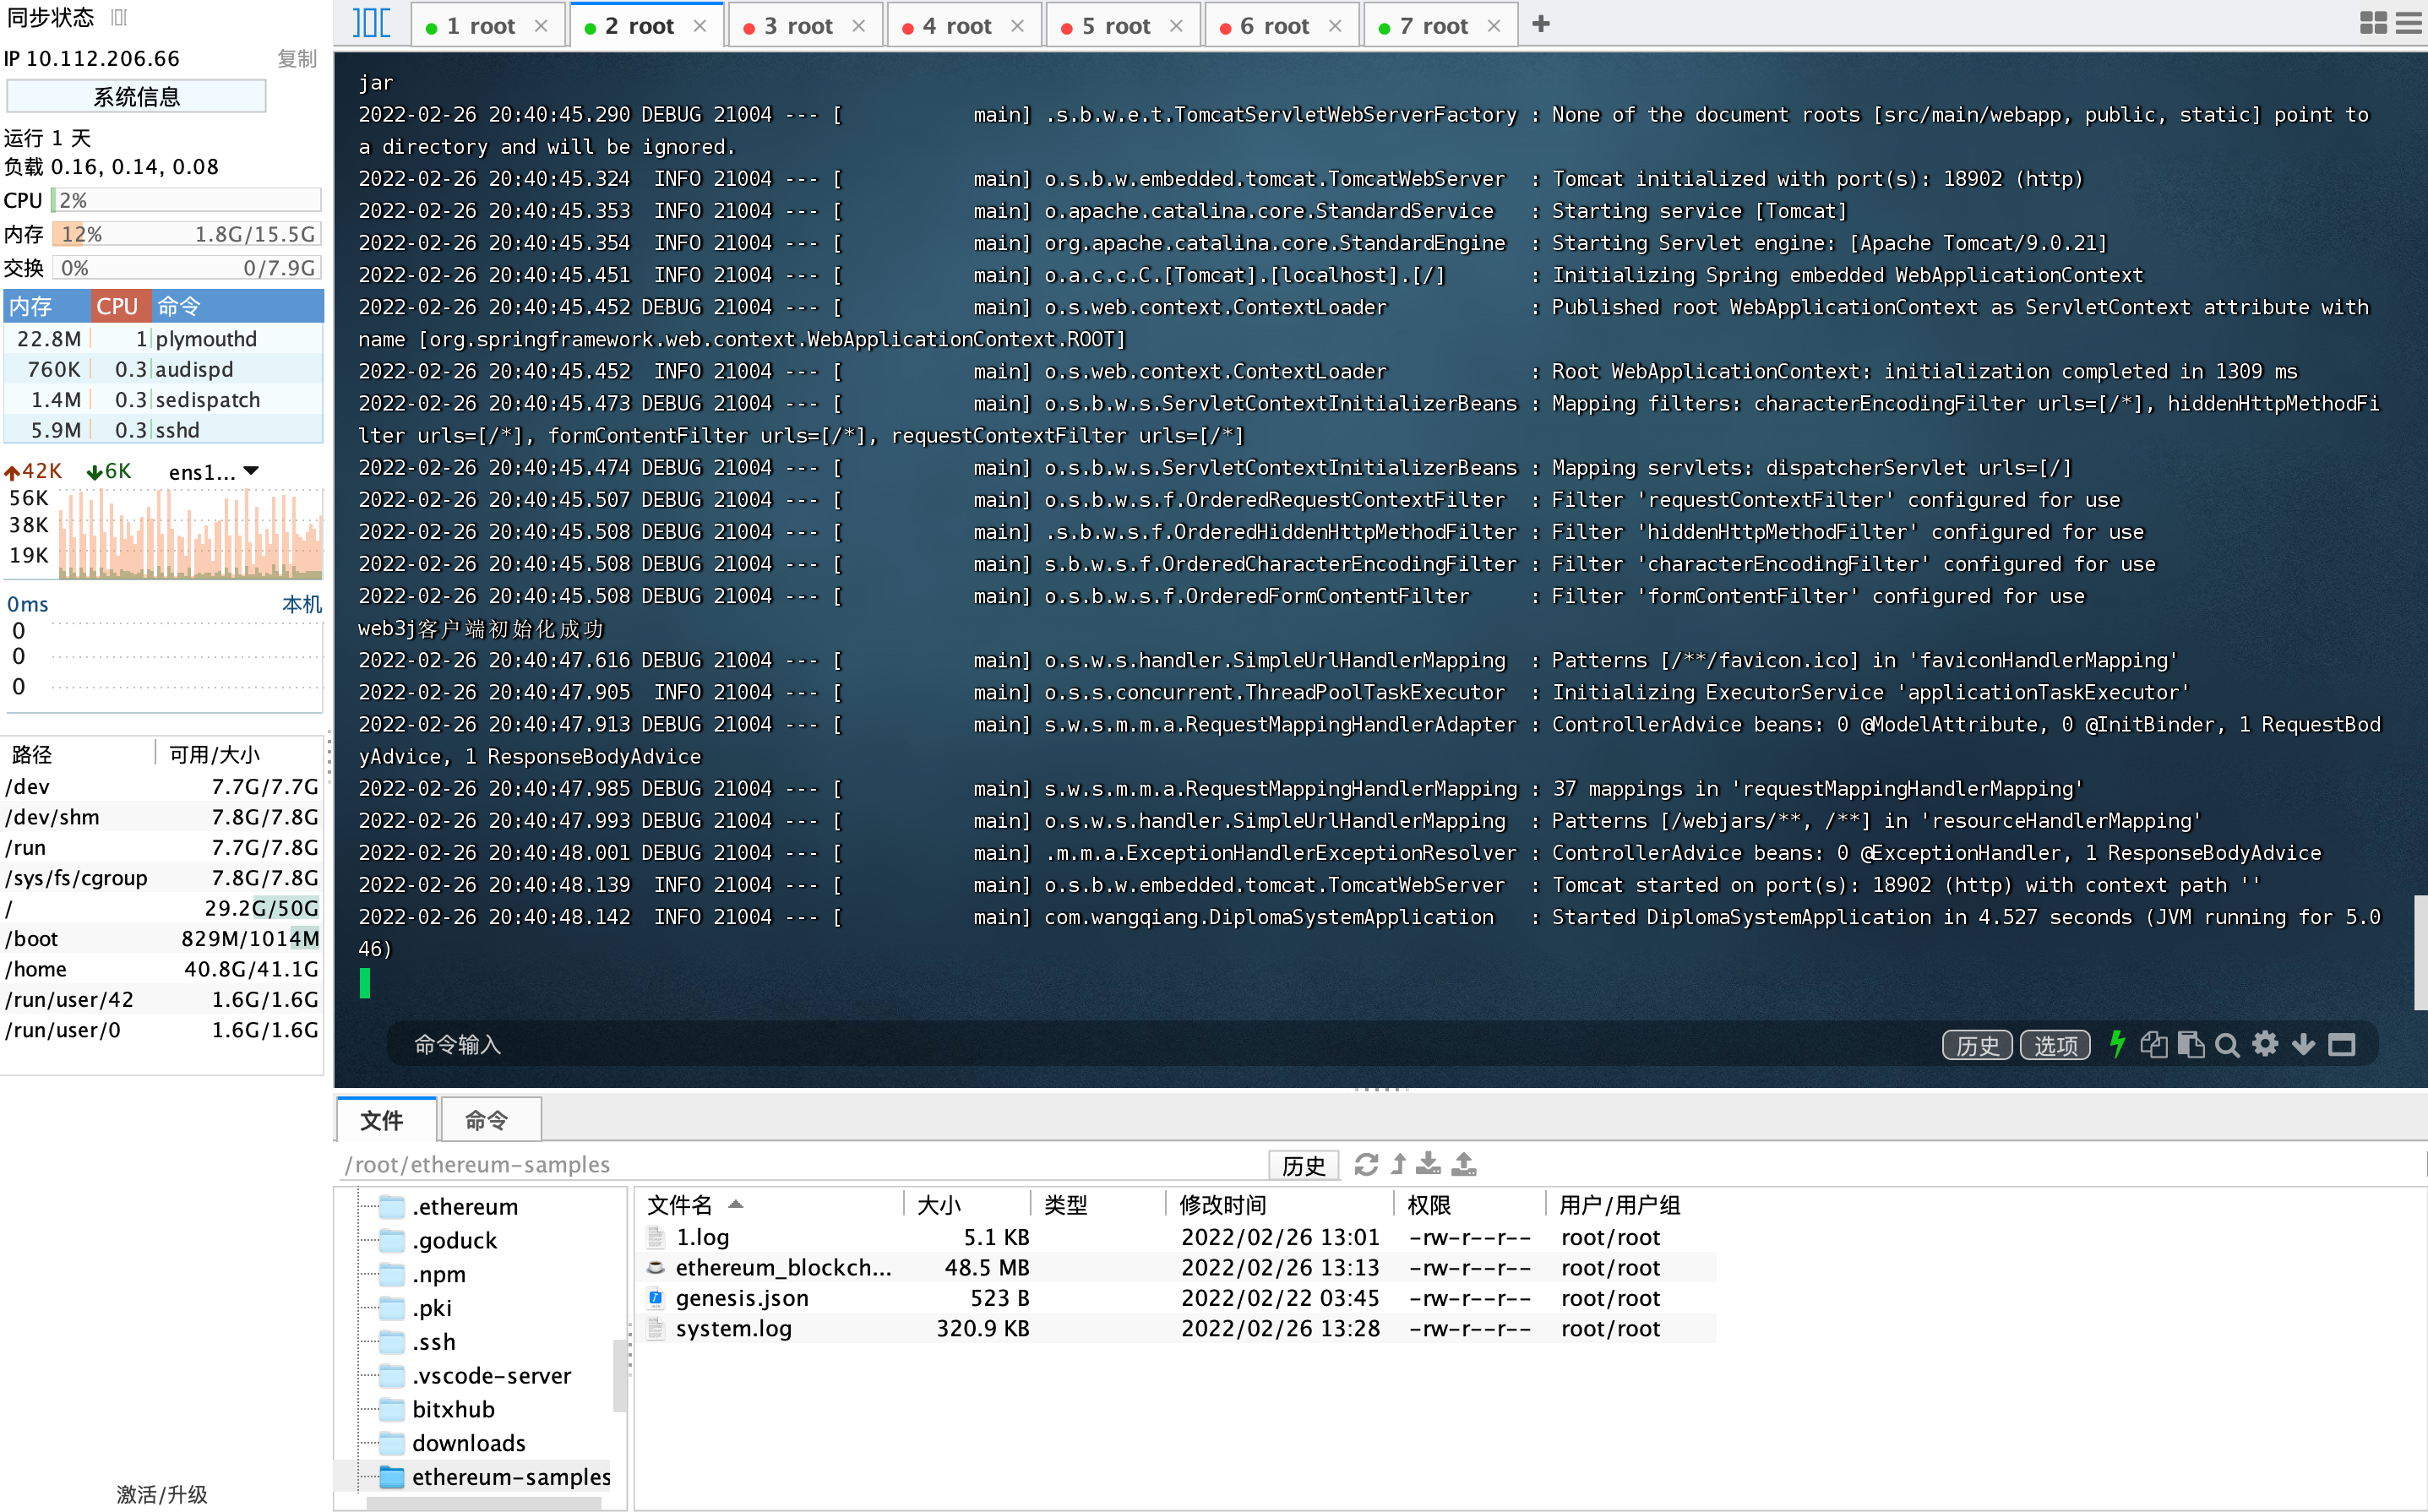 同步状态
IP 10.112.206.66 复制
系统信息
运行 1 天
负载 0.16, 0.14, 0.08
CPU 2%
内存 12% 1.8G/15.5G
交换 0% 0/7.9G
内存 CPU 命令
22.8M 1 plymouthd
760K 0.3 audispd
1.4M 0.3 sedispatch
5.9M 0.3 sshd
42K 6K ens1...
56K
38K
19K
0ms 本机
0
0
0
路径 可用/大小
/dev 7.7G/7.7G
/dev/shm 7.8G/7.8G
/run 7.7G/7.8G
/sys/fs/cgroup 7.8G/7.8G
/ 29.2G/50G
/boot 829M/1014M
/home 40.8G/41.1G
/run/user/42 1.6G/1.6G
/run/user/0 1.6G/1.6G
激活/升级
1 root 2 root 3 root 4 root 5 root 6 root 7 root
jar
2022-02-26 20:40:45.290 DEBUG 21004 --- [           main] .s.b.w.e.t.TomcatServletWebServerFactory : None of the document roots [src/main/webapp, public, static] point to
a directory and will be ignored.
2022-02-26 20:40:45.324  INFO 21004 --- [           main] o.s.b.w.embedded.tomcat.TomcatWebServer  : Tomcat initialized with port(s): 18902 (http)
2022-02-26 20:40:45.353  INFO 21004 --- [           main] o.apache.catalina.core.StandardService   : Starting service [Tomcat]
2022-02-26 20:40:45.354  INFO 21004 --- [           main] org.apache.catalina.core.StandardEngine  : Starting Servlet engine: [Apache Tomcat/9.0.21]
2022-02-26 20:40:45.451  INFO 21004 --- [           main] o.a.c.c.C.[Tomcat].[localhost].[/]       : Initializing Spring embedded WebApplicationContext
2022-02-26 20:40:45.452 DEBUG 21004 --- [           main] o.s.web.context.ContextLoader            : Published root WebApplicationContext as ServletContext attribute with
name [org.springframework.web.context.WebApplicationContext.ROOT]
2022-02-26 20:40:45.452  INFO 21004 --- [           main] o.s.web.context.ContextLoader            : Root WebApplicationContext: initialization completed in 1309 ms
2022-02-26 20:40:45.473 DEBUG 21004 --- [           main] o.s.b.w.s.ServletContextInitializerBeans : Mapping filters: characterEncodingFilter urls=[/*], hiddenHttpMethodFi
lter urls=[/*], formContentFilter urls=[/*], requestContextFilter urls=[/*]
2022-02-26 20:40:45.474 DEBUG 21004 --- [           main] o.s.b.w.s.ServletContextInitializerBeans : Mapping servlets: dispatcherServlet urls=[/]
2022-02-26 20:40:45.507 DEBUG 21004 --- [           main] o.s.b.w.s.f.OrderedRequestContextFilter  : Filter 'requestContextFilter' configured for use
2022-02-26 20:40:45.508 DEBUG 21004 --- [           main] .s.b.w.s.f.OrderedHiddenHttpMethodFilter : Filter 'hiddenHttpMethodFilter' configured for use
2022-02-26 20:40:45.508 DEBUG 21004 --- [           main] s.b.w.s.f.OrderedCharacterEncodingFilter : Filter 'characterEncodingFilter' configured for use
2022-02-26 20:40:45.508 DEBUG 21004 --- [           main] o.s.b.w.s.f.OrderedFormContentFilter     : Filter 'formContentFilter' configured for use
web3j客户端初始化成功
2022-02-26 20:40:47.616 DEBUG 21004 --- [           main] o.s.w.s.handler.SimpleUrlHandlerMapping  : Patterns [/**/favicon.ico] in 'faviconHandlerMapping'
2022-02-26 20:40:47.905  INFO 21004 --- [           main] o.s.s.concurrent.ThreadPoolTaskExecutor  : Initializing ExecutorService 'applicationTaskExecutor'
2022-02-26 20:40:47.913 DEBUG 21004 --- [           main] s.w.s.m.m.a.RequestMappingHandlerAdapter : ControllerAdvice beans: 0 @ModelAttribute, 0 @InitBinder, 1 RequestBod
yAdvice, 1 ResponseBodyAdvice
2022-02-26 20:40:47.985 DEBUG 21004 --- [           main] s.w.s.m.m.a.RequestMappingHandlerMapping : 37 mappings in 'requestMappingHandlerMapping'
2022-02-26 20:40:47.993 DEBUG 21004 --- [           main] o.s.w.s.handler.SimpleUrlHandlerMapping  : Patterns [/webjars/**, /**] in 'resourceHandlerMapping'
2022-02-26 20:40:48.001 DEBUG 21004 --- [           main] .m.m.a.ExceptionHandlerExceptionResolver : ControllerAdvice beans: 0 @ExceptionHandler, 1 ResponseBodyAdvice
2022-02-26 20:40:48.139  INFO 21004 --- [           main] o.s.b.w.embedded.tomcat.TomcatWebServer  : Tomcat started on port(s): 18902 (http) with context path ''
2022-02-26 20:40:48.142  INFO 21004 --- [           main] com.wangqiang.DiplomaSystemApplication   : Started DiplomaSystemApplication in 4.527 seconds (JVM running for 5.0
46)
命令输入 历史 选项
文件 命令
/root/ethereum-samples 历史
.ethereum
.goduck
.npm
.pki
.ssh
.vscode-server
bitxhub
downloads
ethereum-samples
文件名 大小 类型 修改时间 权限 用户/用户组
1.log 5.1 KB 2022/02/26 13:01 -rw-r--r-- root/root
ethereum_blockch... 48.5 MB 2022/02/26 13:13 -rw-r--r-- root/root
genesis.json 523 B 2022/02/22 03:45 -rw-r--r-- root/root
system.log 320.9 KB 2022/02/26 13:28 -rw-r--r-- root/root